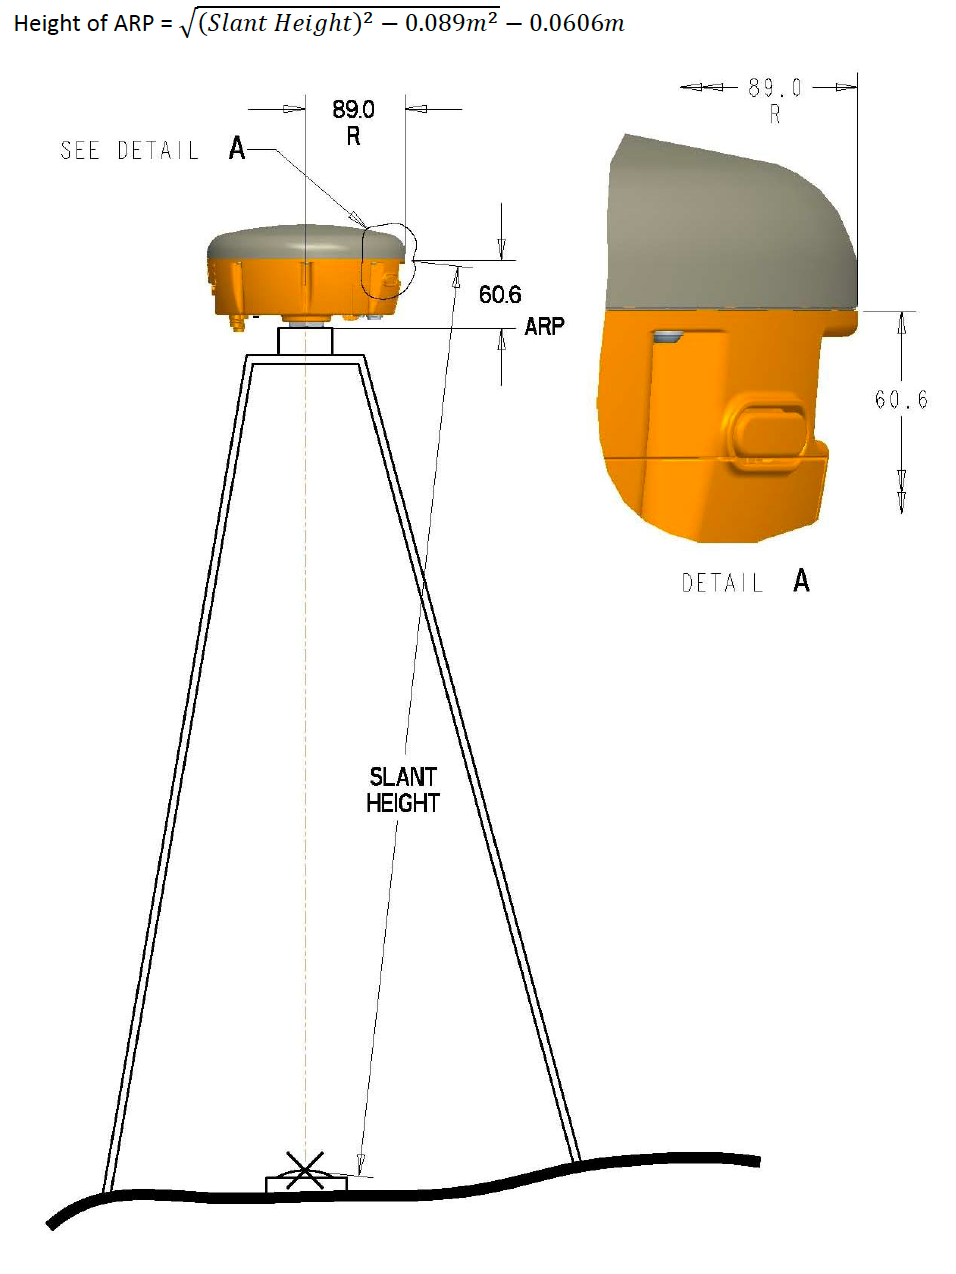 Height of ARP = √(Slant Height)² − 0.089m² − 0.0606m
89.0
R
89.0
R
SEE DETAIL A
60.6
ARP
60.6
DETAIL A
SLANT
HEIGHT